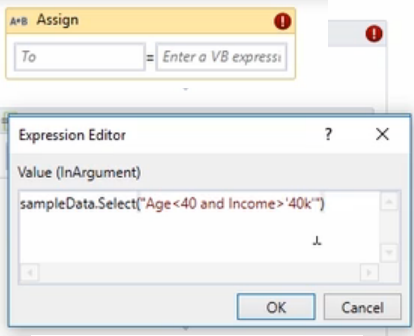 A+B Assign
To = Enter a VB expressi
Expression Editor ? X
Value (InArgument)
sampleData.Select("Age<40 and Income>'40k'")
OK Cancel